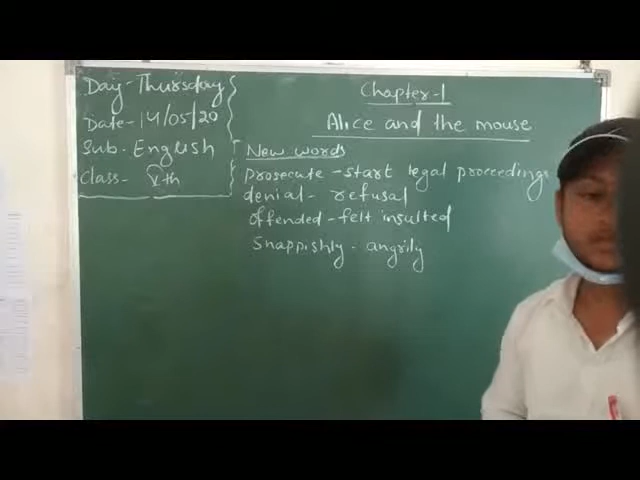 Day - Thursday
Date - 14/05/20
Sub. English
Class - Vth
Chapter-1
Alice and the mouse
New words
Prosecute - start legal proceedings
denial - refusal
Offended - felt insulted
Snappishly - angrily